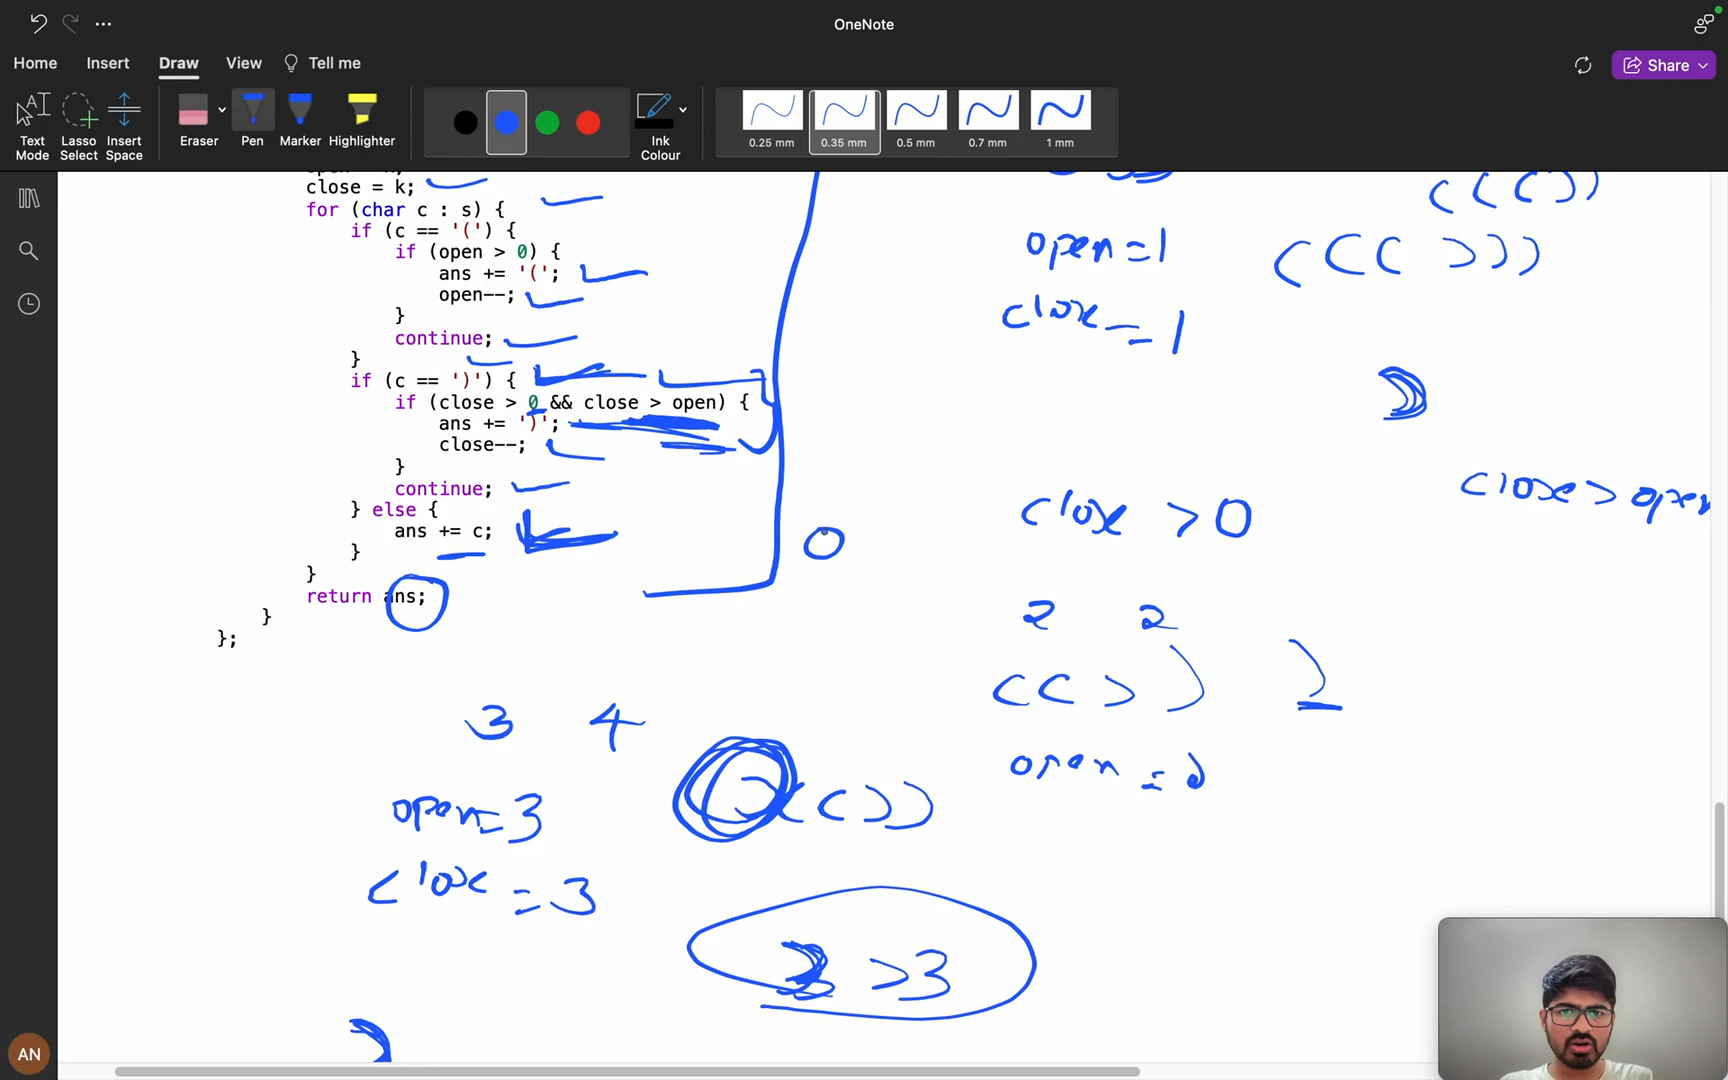 OneNote
Home Insert Draw View Tell me
Share
Text Mode
Lasso Select
Insert Space
Eraser
Pen
Marker
Highlighter
Ink Colour
0.25 mm
0.35 mm
0.5 mm
0.7 mm
1 mm
close = k;
for (char c : s) {
if (c == '(') {
if (open > 0) {
ans += '(';
open--;
}
continue;
}
if (c == ')') {
if (close > 0 && close > open) {
ans += ')';
close--;
}
continue;
} else {
ans += c;
}
}
return ans;
}
};
((()))
open=1
((()))
close=1
)
close > open
close > 0
0
2 2
(()) )
open=0
3 4
open=3
)(())
close=3
3 >3
)
AN